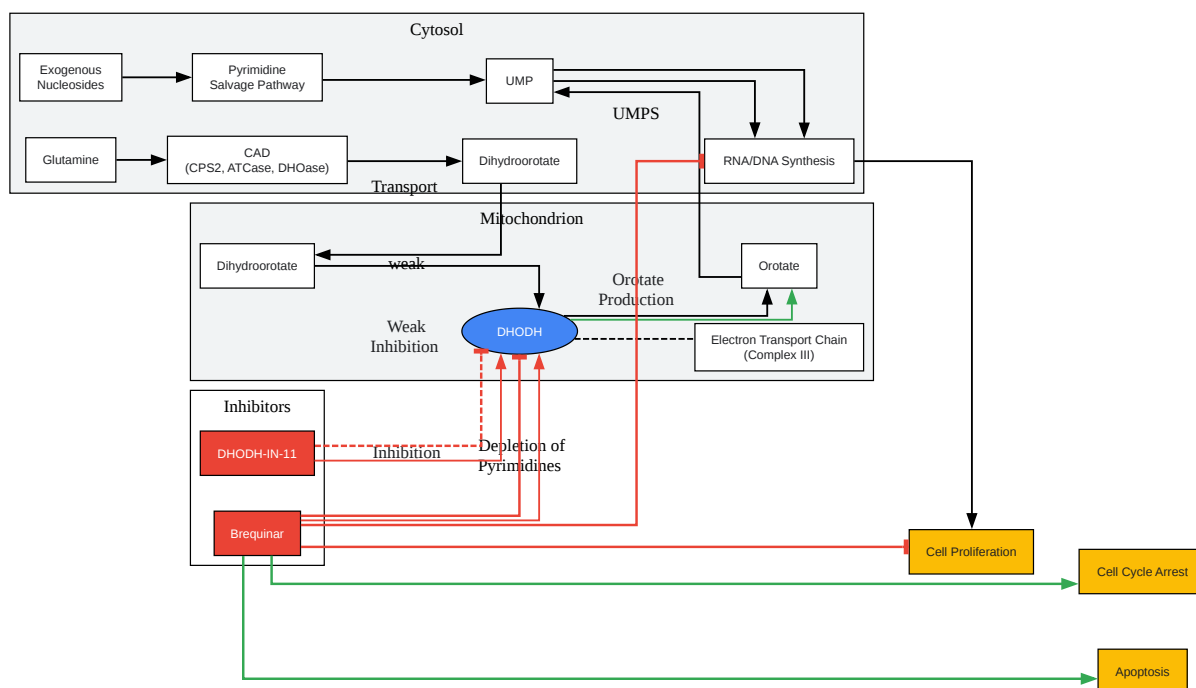 Cytosol
Exogenous
Nucleosides
Pyrimidine
Salvage Pathway
UMP
UMPS
Glutamine
CAD
(CPS2, ATCase, DHOase)
Dihydroorotate
RNA/DNA Synthesis
Transport
Mitochondrion
Dihydroorotate
weak
Orotate
Production
Orotate
Weak
Inhibition
DHODH
Electron Transport Chain
(Complex III)
Inhibitors
DHODH-IN-11
Inhibition
Depletion of
Pyrimidines
Brequinar
Cell Proliferation
Cell Cycle Arrest
Apoptosis